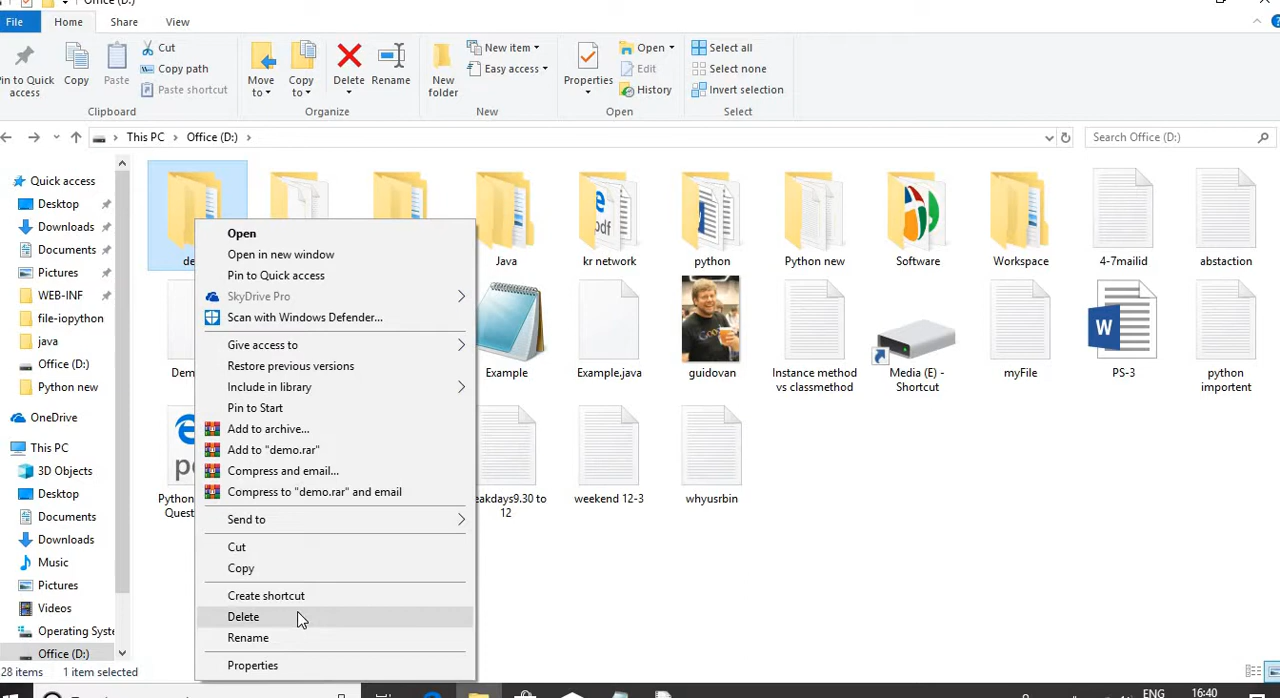 Office (D:)
File
Home
Share
View
Pin to Quick
access
Copy
Paste
Cut
Copy path
Paste shortcut
Clipboard
Move
to
Copy
to
Delete
Rename
Organize
New
folder
New item
Easy access
New
Properties
Open
Edit
History
Open
Select all
Select none
Invert selection
Select
This PC
Office (D:)
Search Office (D:)
Quick access
Desktop
Downloads
Documents
Pictures
WEB-INF
file-iopython
java
Office (D:)
Python new
OneDrive
This PC
3D Objects
Desktop
Documents
Downloads
Music
Pictures
Videos
Operating Syste
Office (D:)
de
Java
kr network
python
Python new
Software
Workspace
4-7mailid
abstaction
Dem
Example
Example.java
guidovan
Instance method
vs classmethod
Media (E) -
Shortcut
myFile
PS-3
python
importent
Python
Quest
eakdays9.30 to
12
weekend 12-3
whyusrbin
Open
Open in new window
Pin to Quick access
SkyDrive Pro
Scan with Windows Defender...
Give access to
Restore previous versions
Include in library
Pin to Start
Add to archive...
Add to "demo.rar"
Compress and email...
Compress to "demo.rar" and email
Send to
Cut
Copy
Create shortcut
Delete
Rename
Properties
28 items
1 item selected
ENG
16:40